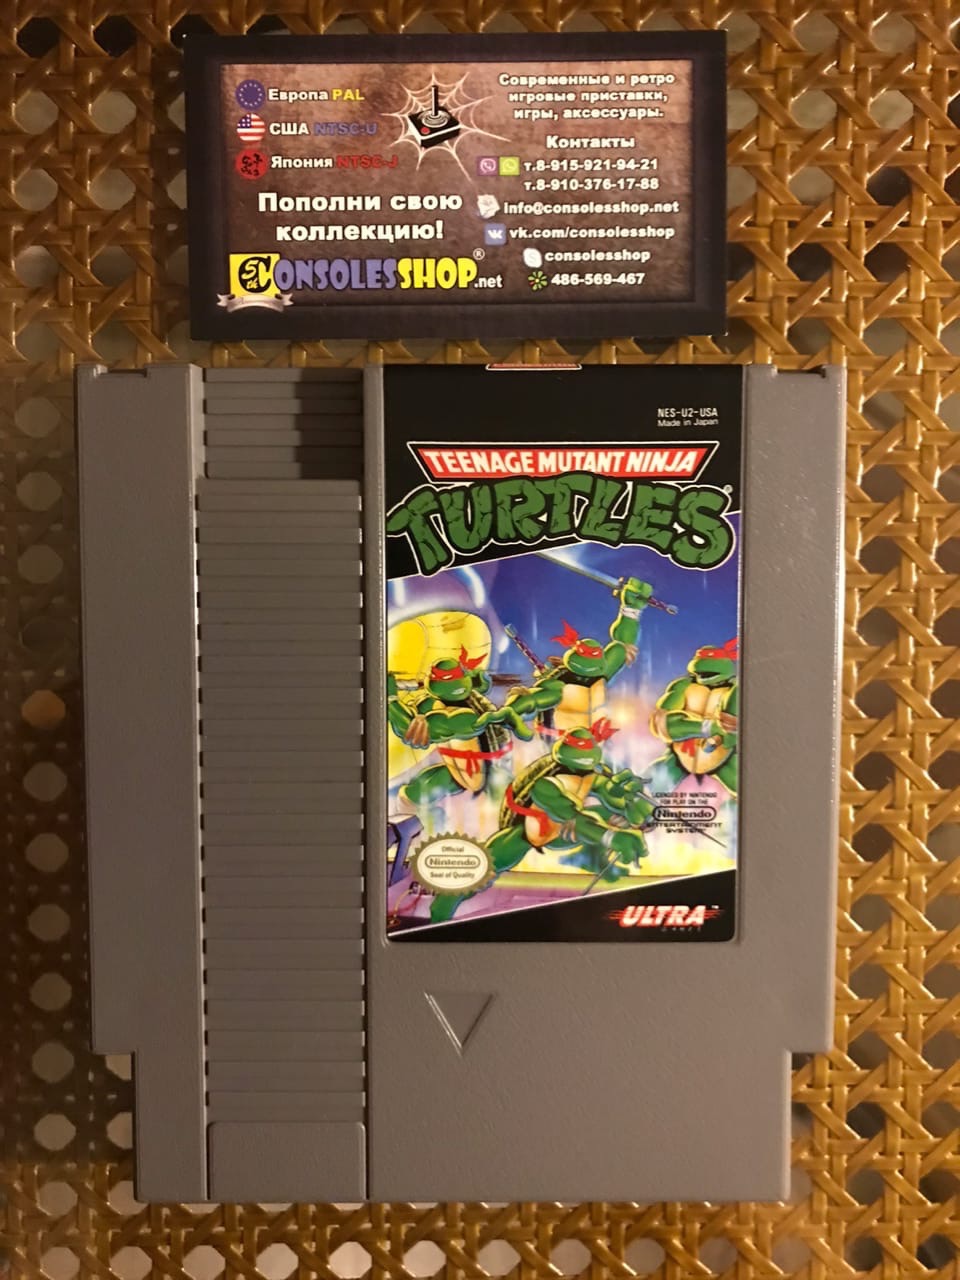 Европа PAL
США NTSC-U
Япония NTSC-J
Пополни свою
коллекцию!
5th
CONSOLESSHOP.net®
Современные и ретро
игровые приставки,
игры, аксессуары.
Контакты
т.8-915-921-94-21
т.8-910-376-17-88
info@consolesshop.net
vk.com/consolesshop
consolesshop
486-569-467
NES-U2-USA
Made in Japan
TEENAGE MUTANT NINJA
TURTLES®
LICENSED BY NINTENDO
FOR PLAY ON THE
Nintendo
ENTERTAINMENT
SYSTEM
Official
Nintendo
Seal of Quality
ULTRA™
GAMES